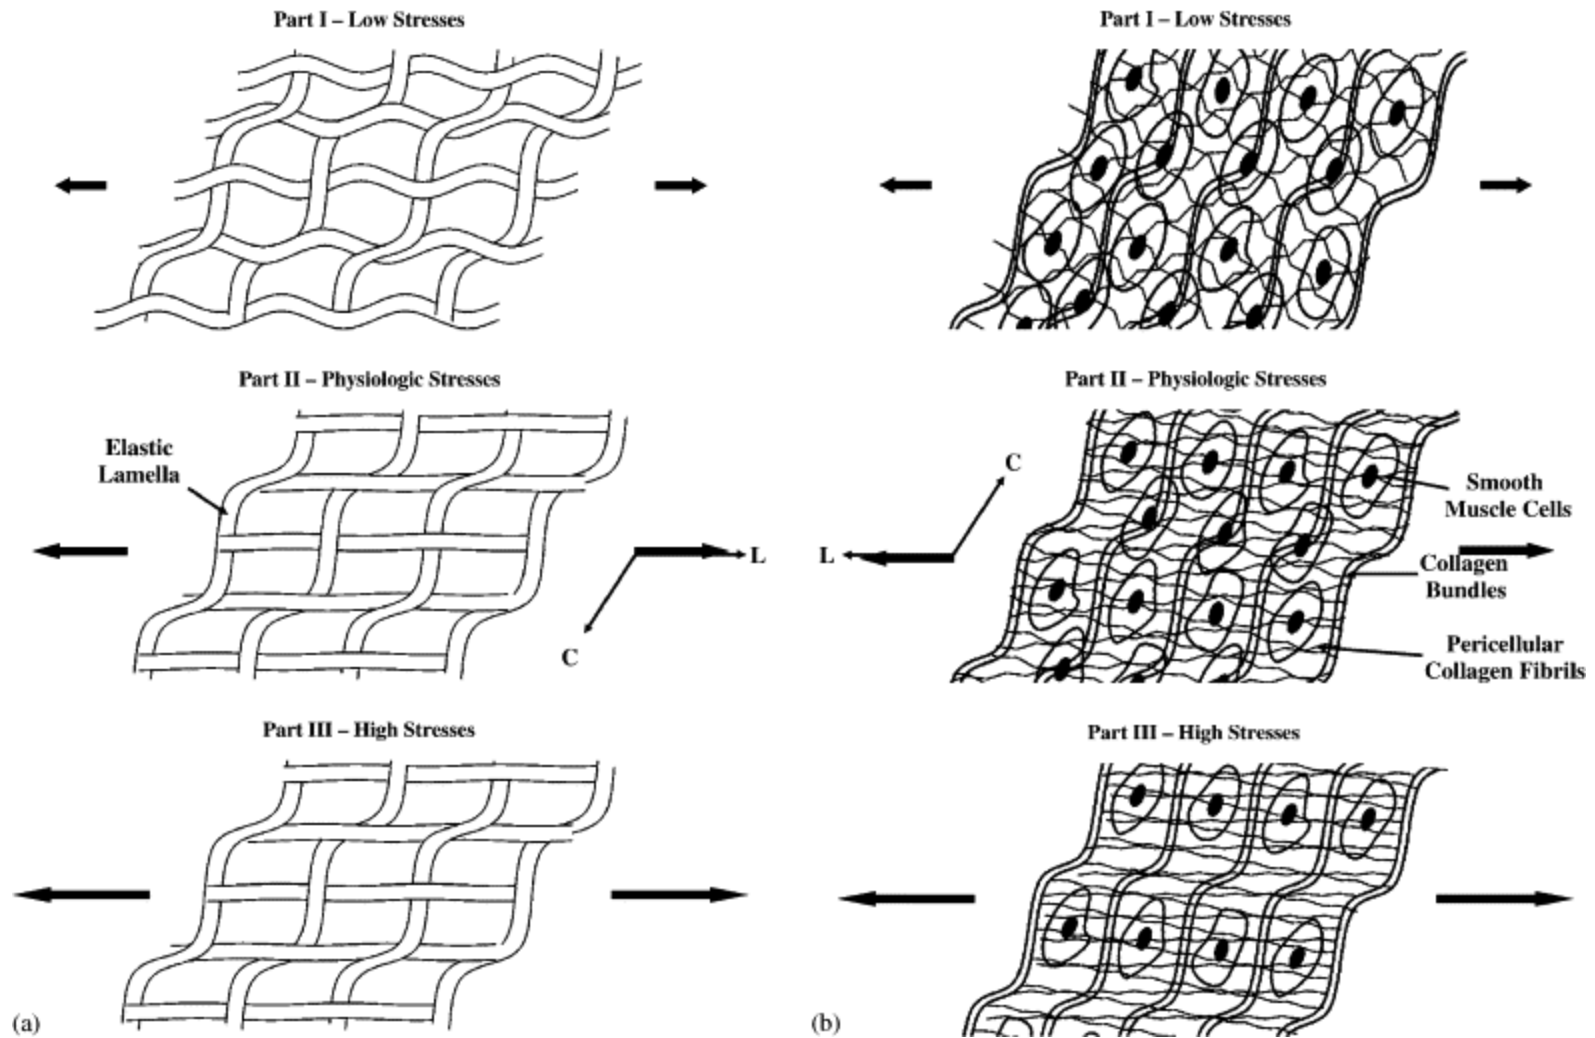 Part I – Low Stresses
Part II – Physiologic Stresses
Elastic
Lamella
L
C
Part III – High Stresses
(a)
Part I – Low Stresses
Part II – Physiologic Stresses
C
L
Smooth
Muscle Cells
Collagen
Bundles
Pericellular
Collagen Fibrils
Part III – High Stresses
(b)